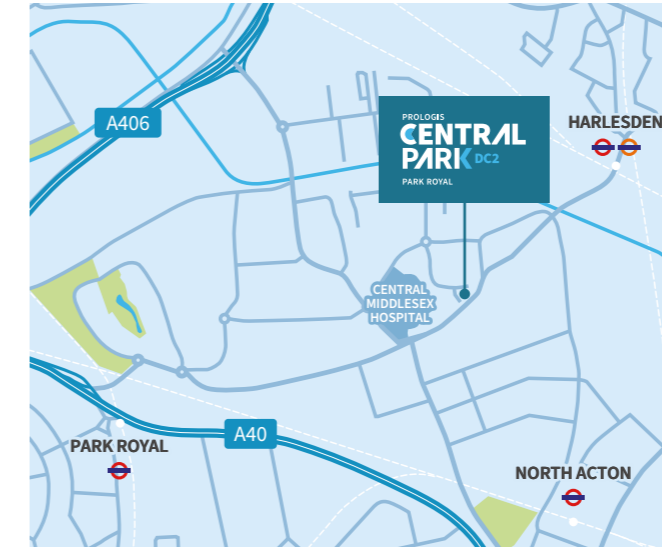 A406
PROLOGIS
CENTRAL
PARK DC2
PARK ROYAL
HARLESDEN
CENTRAL
MIDDLESEX
HOSPITAL
A40
PARK ROYAL
NORTH ACTON